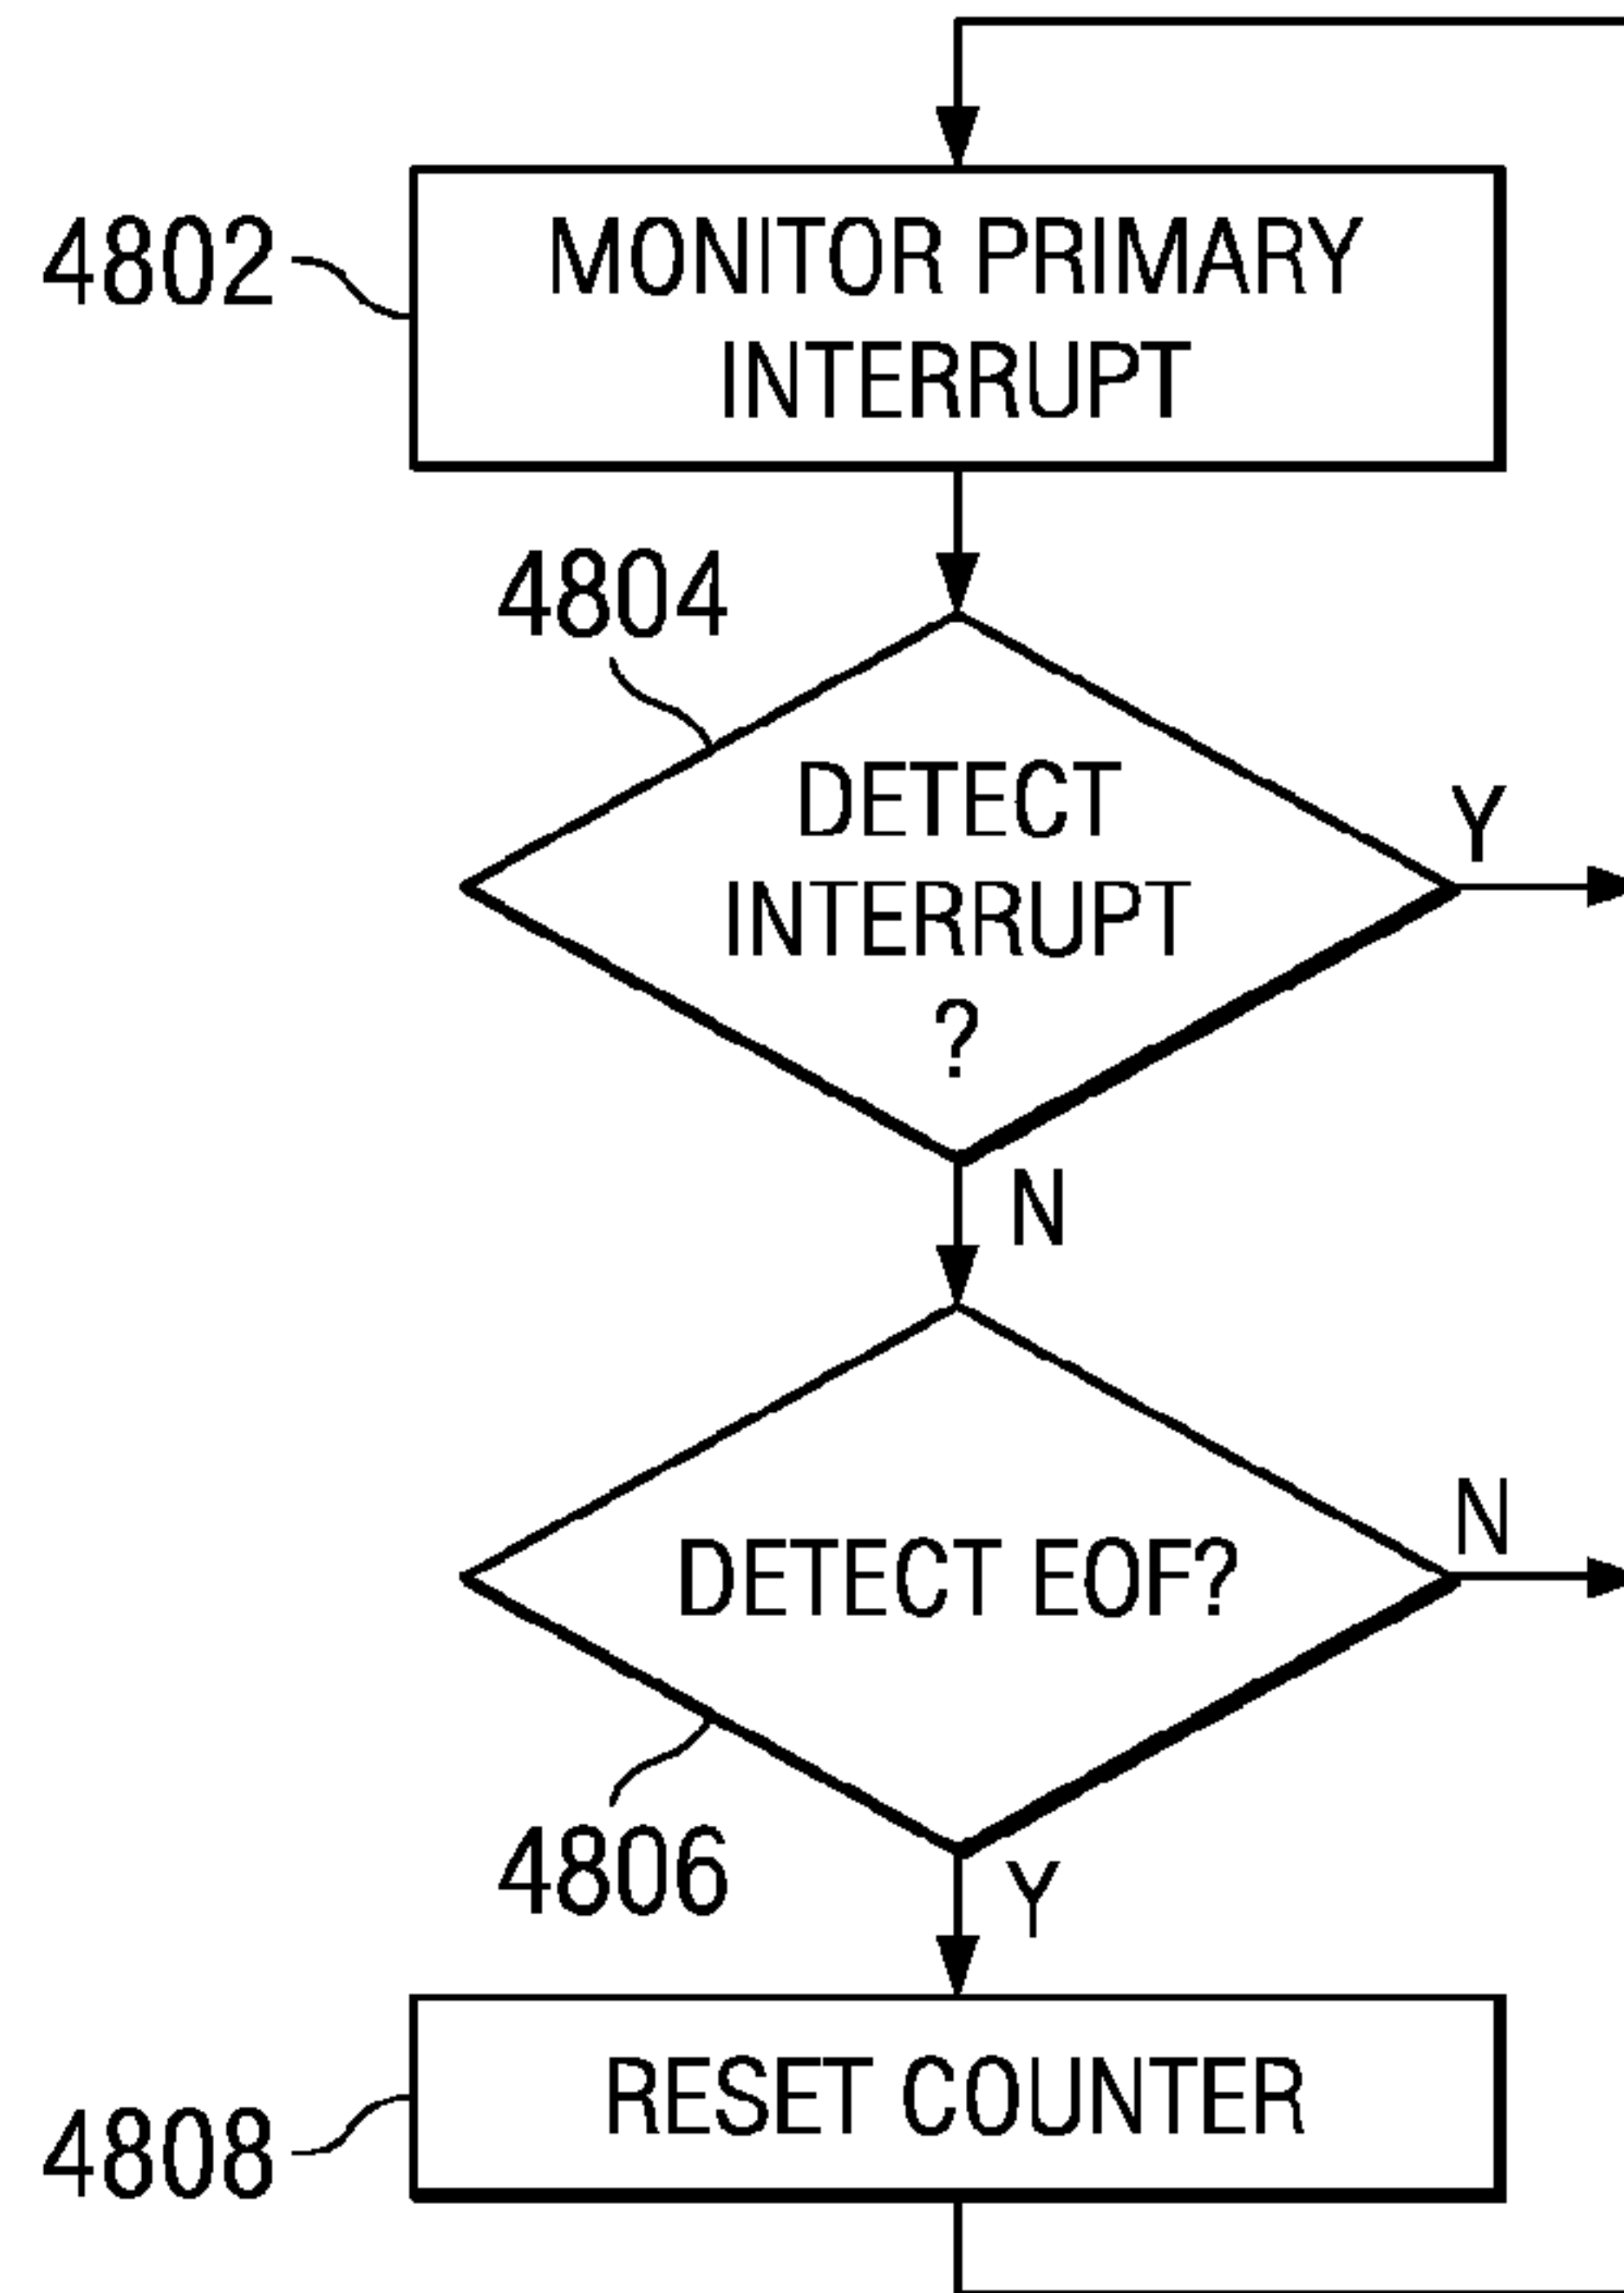 4802
MONITOR PRIMARY
INTERRUPT
4804
DETECT
INTERRUPT
?
Y
N
DETECT EOF?
N
4806
Y
RESET COUNTER
4808